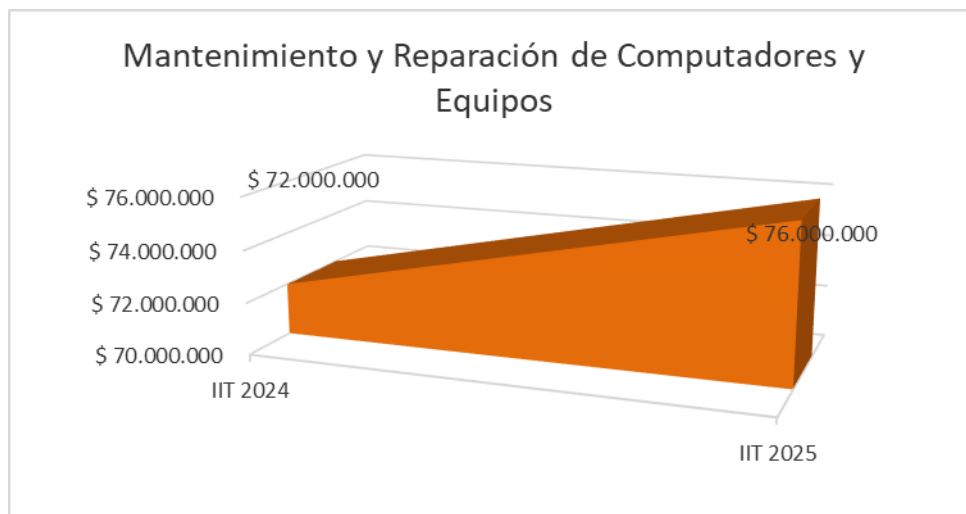 Mantenimiento y Reparación de Computadores y
Equipos
$ 72.000.000
$ 76.000.000
$ 74.000.000
$ 76.000.000
$ 72.000.000
$ 70.000.000
IIT 2024
IIT 2025